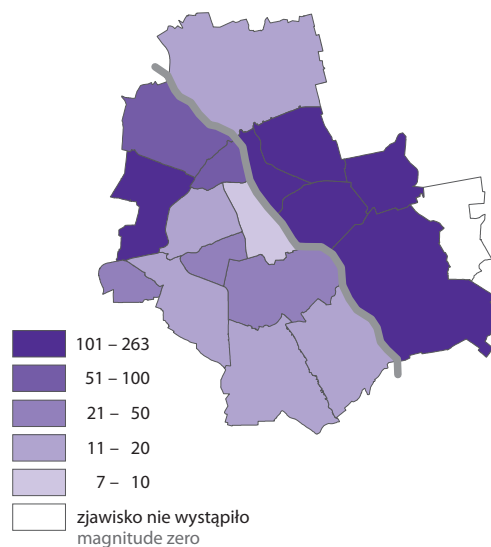 101 – 263
51 – 100
21 – 50
11 – 20
7 – 10
zjawisko nie wystąpiło
magnitude zero